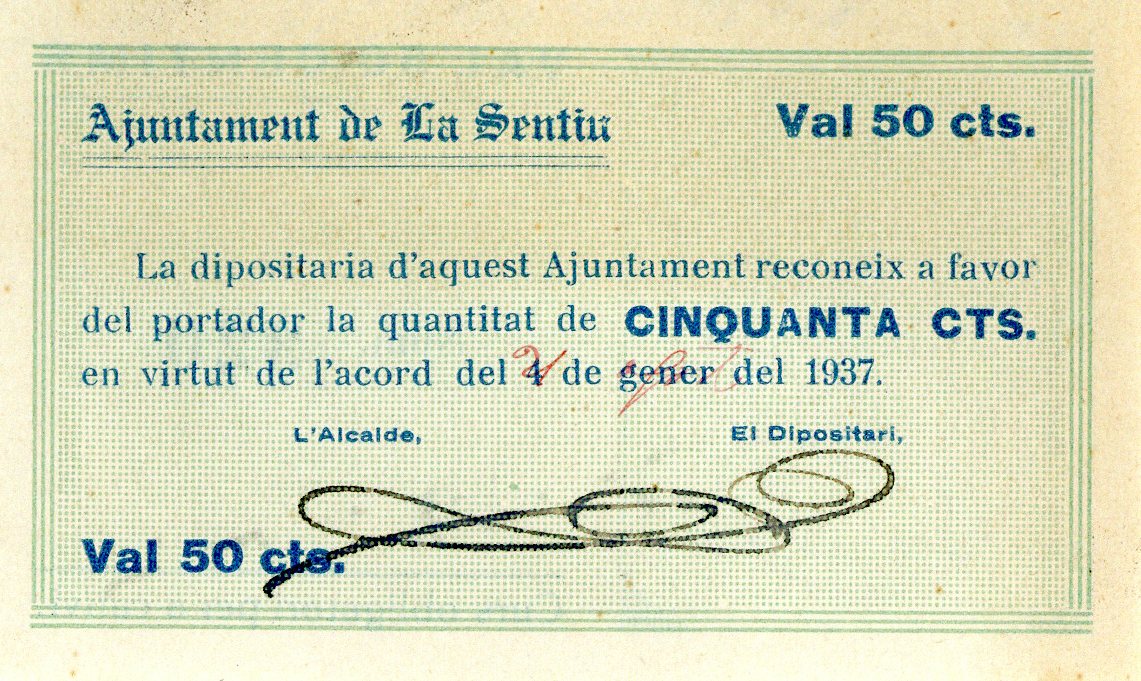 Ajuntament de La Sentiu
Val 50 cts.
La dipositaria d'aquest Ajuntament reconeix a favor
del portador la quantitat de CINQUANTA CTS.
en virtut de l'acord del 4 de gener del 1937.
L'Alcalde,
El Dipositari,
Val 50 cts.